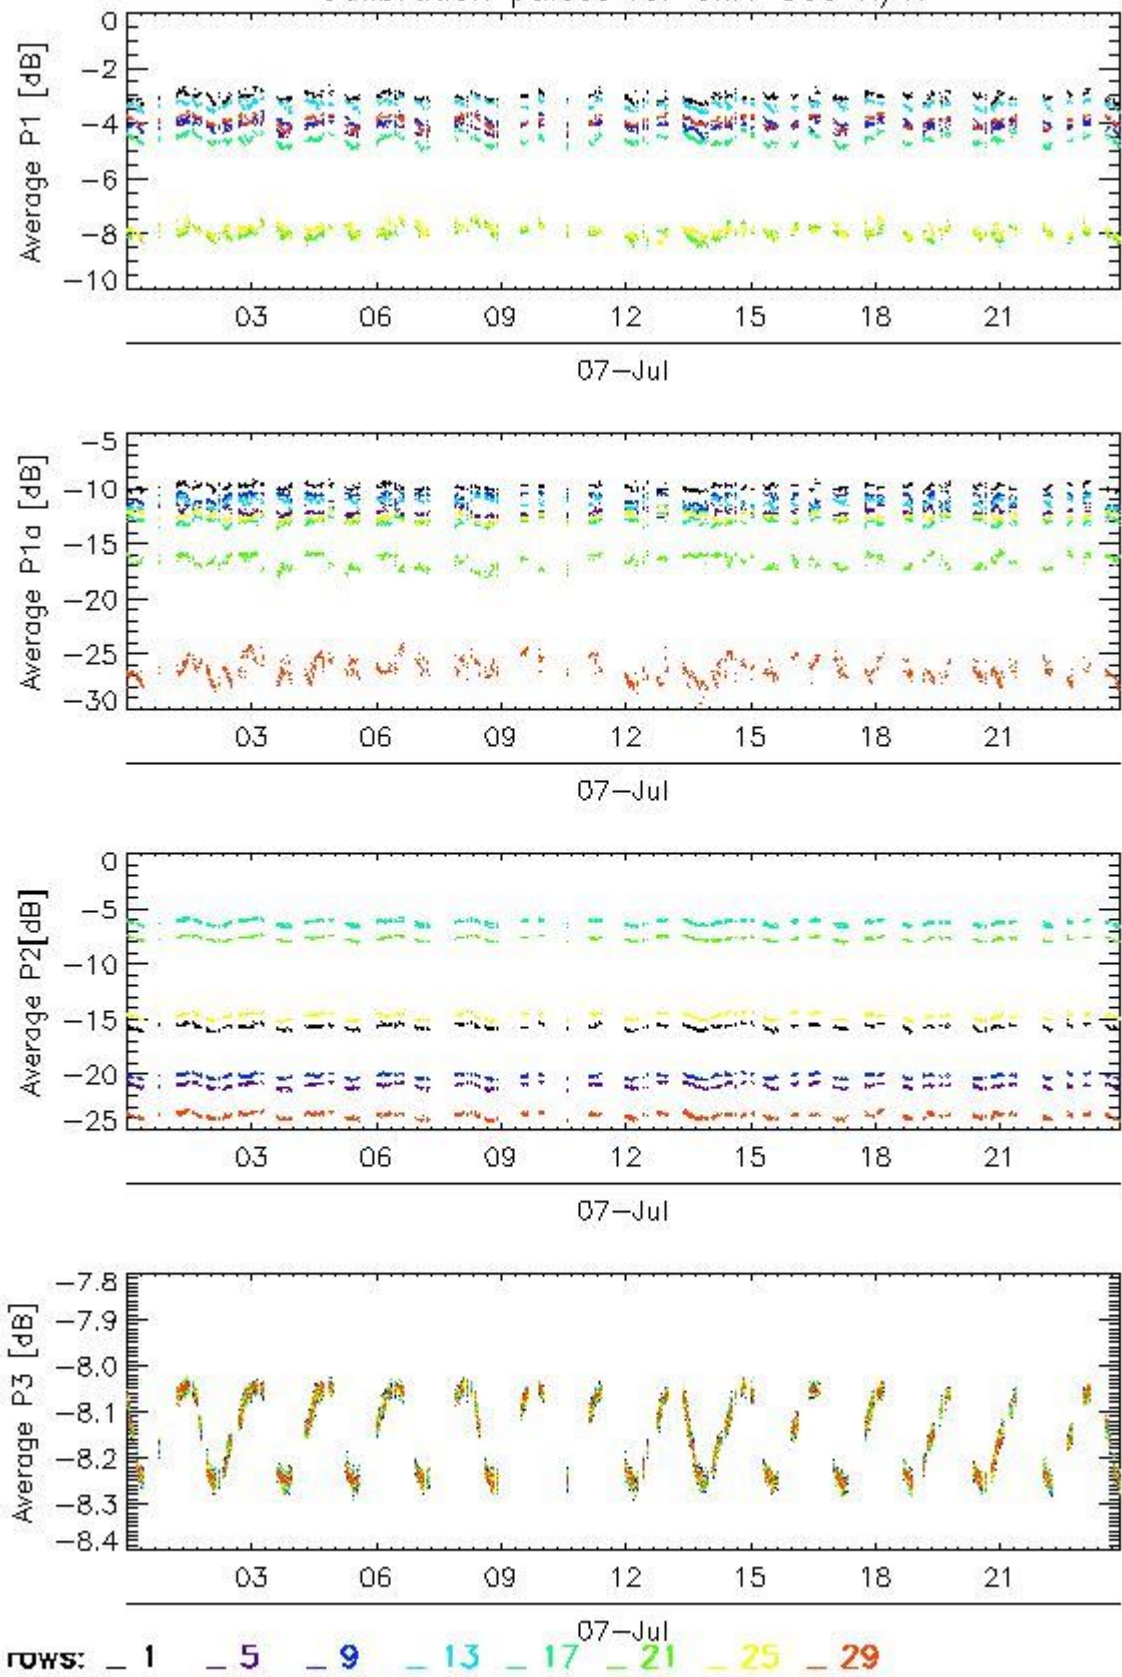 0
−2
−4
−6
−8
−10
Average P1 [dB]
03 06 09 12 15 18 21
07−Jul
−5
−10
−15
−20
−25
−30
Average P1a [dB]
03 06 09 12 15 18 21
07−Jul
0
−5
−10
−15
−20
−25
Average P2[dB]
03 06 09 12 15 18 21
07−Jul
−7.8
−7.9
−8.0
−8.1
−8.2
−8.3
−8.4
Average P3 [dB]
03 06 09 12 15 18 21
07−Jul
rows: _ 1 _ 5 _ 9 _ 13 _ 17 _ 21 _ 25 _ 29